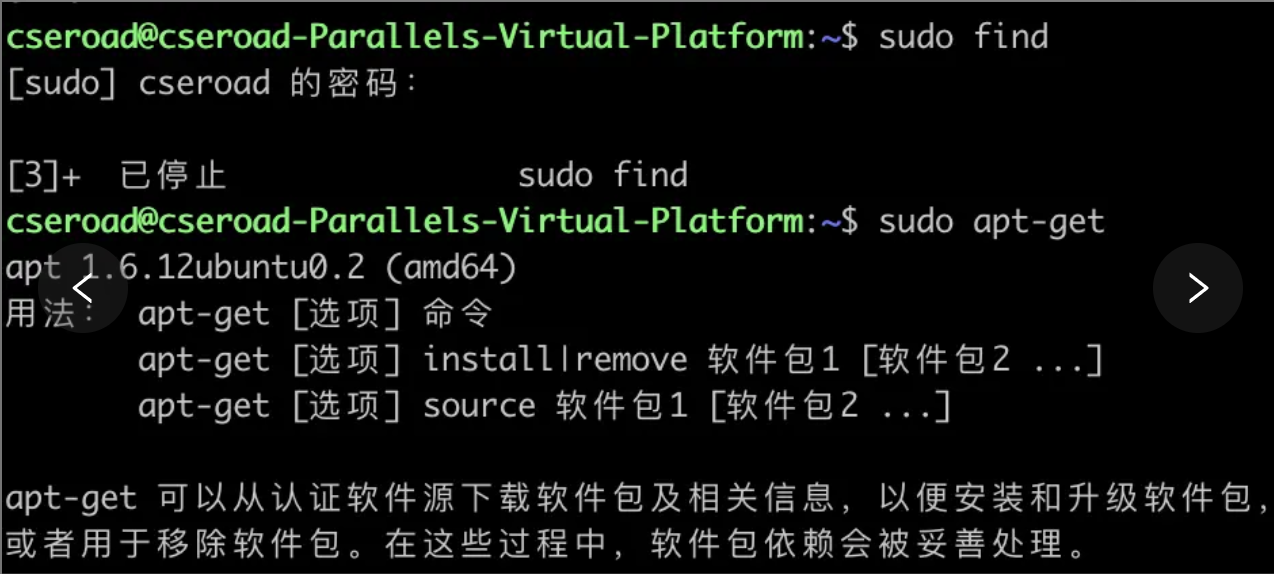 cseroad@cseroad-Parallels-Virtual-Platform:~$ sudo find
[sudo] cseroad 的密码：
[3]+  已停止               sudo find
cseroad@cseroad-Parallels-Virtual-Platform:~$ sudo apt-get
apt 1.6.12ubuntu0.2 (amd64)
用法： apt-get [选项] 命令
apt-get [选项] install|remove 软件包1 [软件包2 ...]
apt-get [选项] source 软件包1 [软件包2 ...]
apt-get 可以从认证软件源下载软件包及相关信息，以便安装和升级软件包，
或者用于移除软件包。在这些过程中，软件包依赖会被妥善处理。